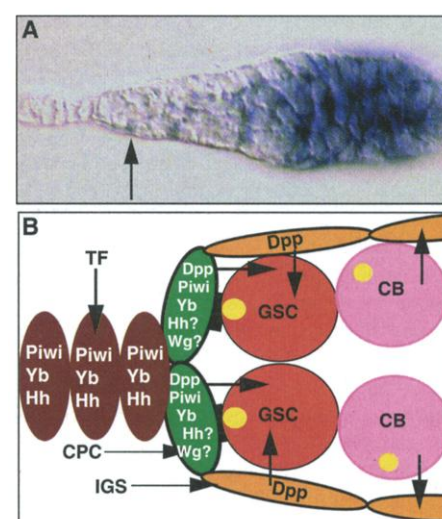 A
B
TF
Dpp
Dpp
Piwi
Yb
Hh?
Wg?
GSC
CB
Piwi
Yb
Hh
Piwi
Yb
Hh
Piwi
Yb
Hh
Dpp
Piwi
Yb
Hh?
Wg?
GSC
CB
CPC
IGS
Dpp